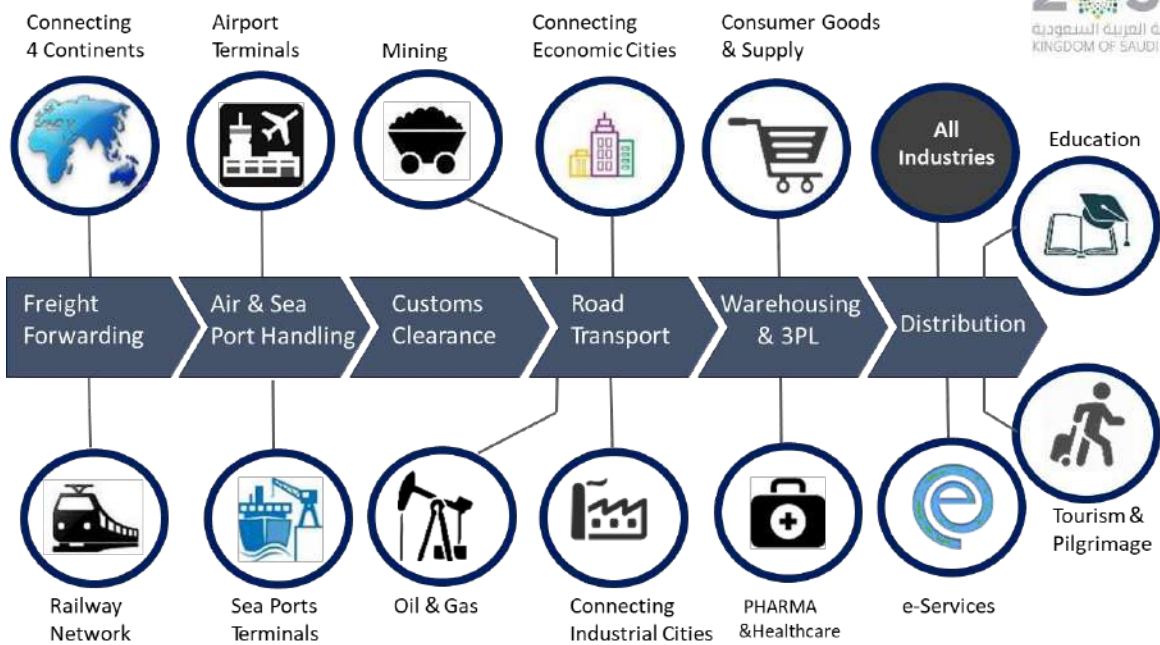 Connecting
4 Continents
Airport
Terminals
Mining
Connecting
Economic Cities
Consumer Goods
& Supply
KINGDOM OF SAUDI
All
Industries
Education
Freight
Forwarding
Air & Sea
Port Handling
Customs
Clearance
Road
Transport
Warehousing
& 3PL
Distribution
Railway
Network
Sea Ports
Terminals
Oil & Gas
Connecting
Industrial Cities
PHARMA
&Healthcare
e-Services
Tourism &
Pilgrimage